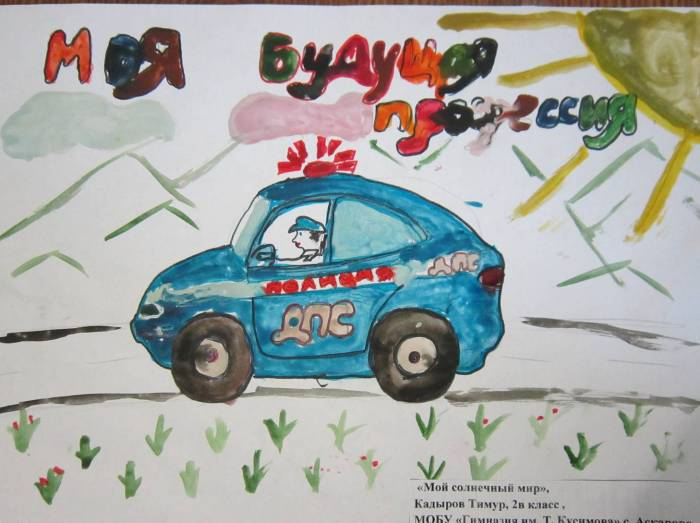 Моя Будущая
профессия
ДПС
полиция
ДПС
«Мой солнечный мир»,
Кадыров Тимур, 2в класс ,
МОБУ «Гимназия им. Т. Кусимова» с.